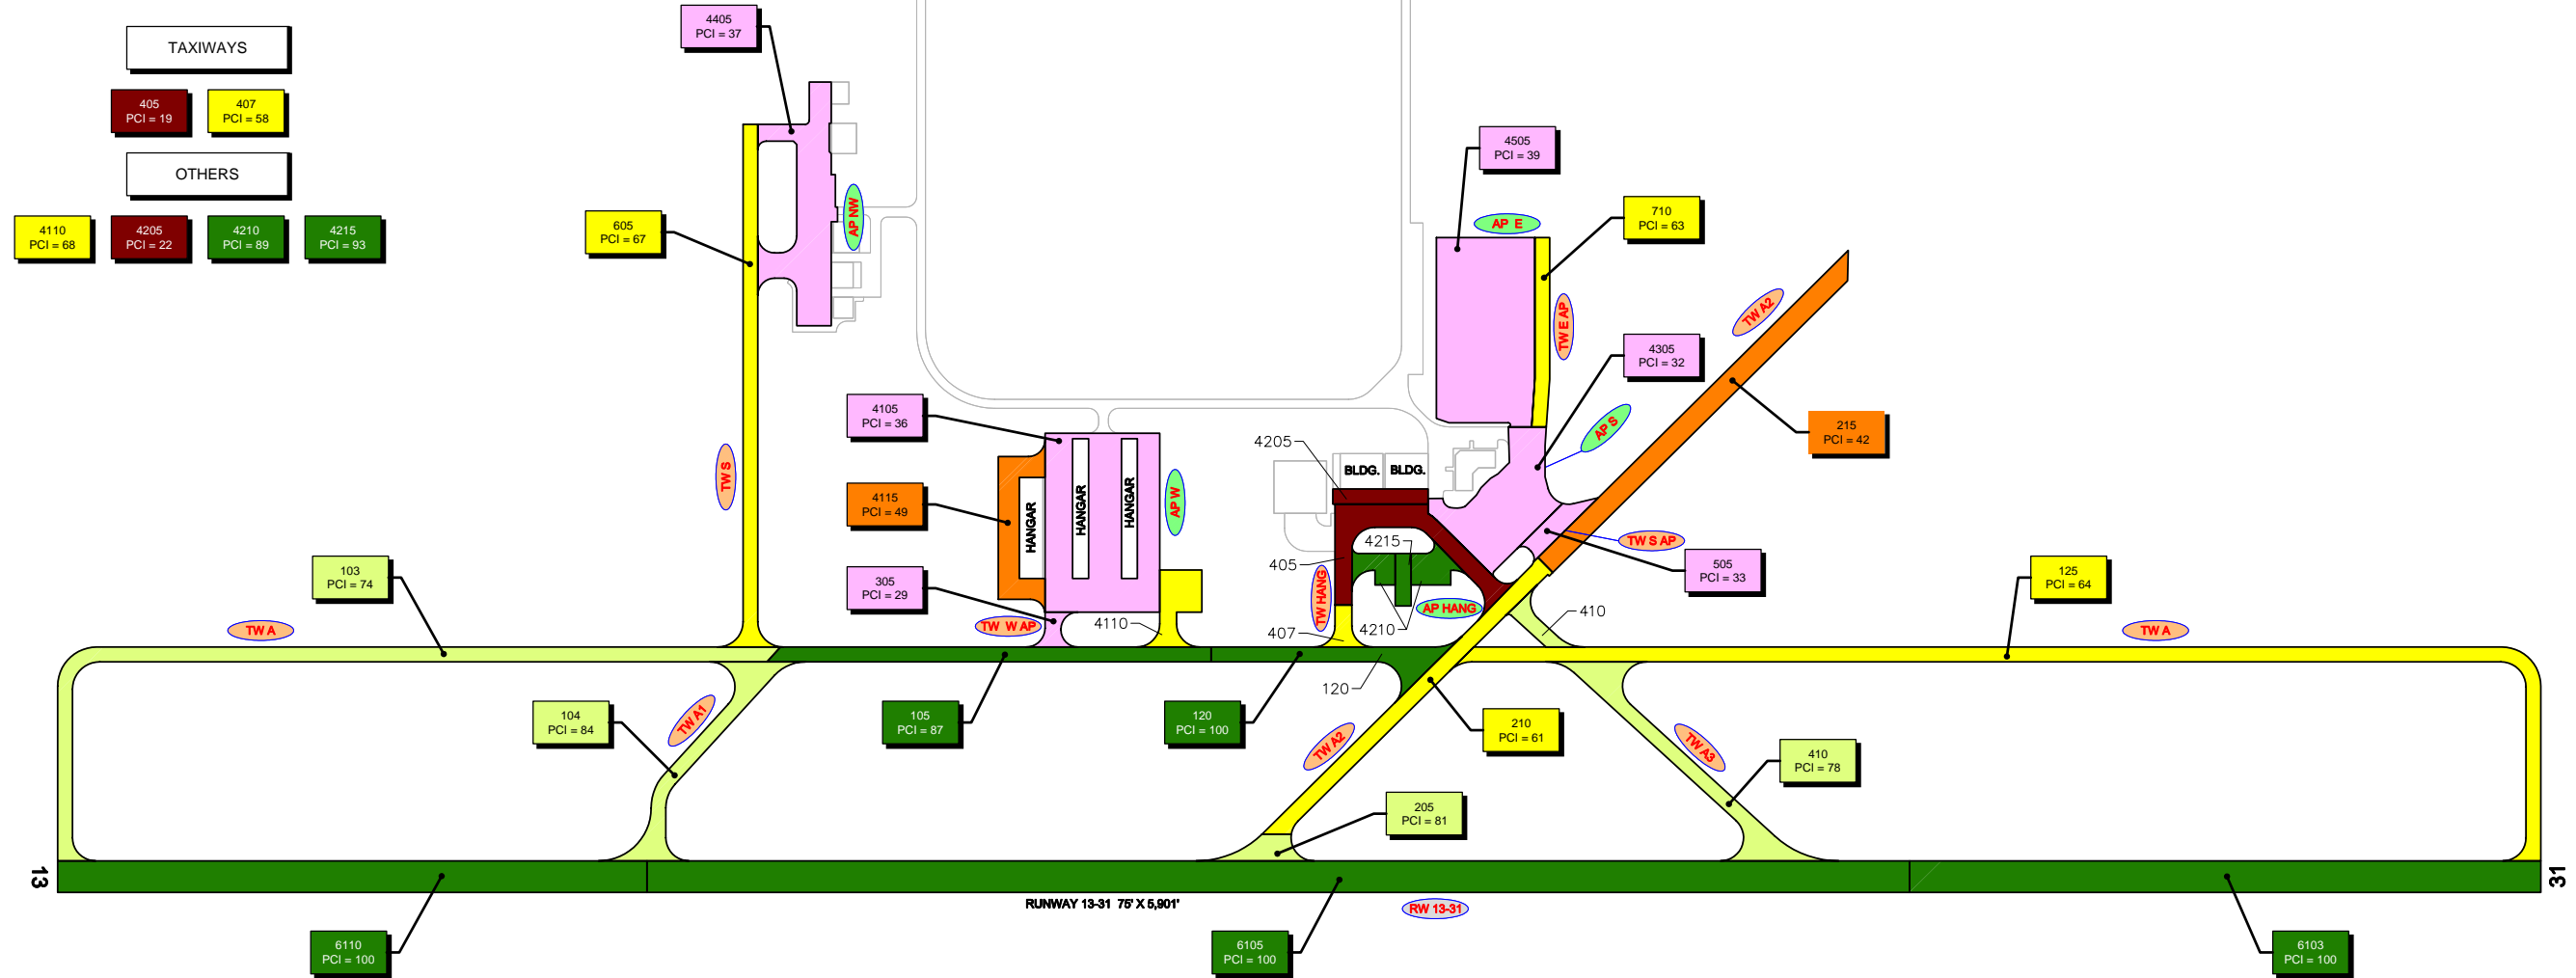 TAXIWAYS
405
PCI = 19
407
PCI = 58
OTHERS
4110
PCI = 68
4205
PCI = 22
4210
PCI = 89
4215
PCI = 93
4405
PCI = 37
605
PCI = 67
AP NW
TW S
4505
PCI = 39
AP E
710
PCI = 63
TW E AP
TW A2
4305
PCI = 32
AP S
215
PCI = 42
4105
PCI = 36
4115
PCI = 49
HANGAR
HANGAR
HANGAR
AP W
4205
BLDG.
BLDG.
4215
405
TW HANG
AP HANG
TW S AP
505
PCI = 33
103
PCI = 74
305
PCI = 29
125
PCI = 64
TW A
TW W AP
4110
407
4210
410
TW A
120
104
PCI = 84
TW A1
105
PCI = 87
120
PCI = 100
TW A2
210
PCI = 61
TW A3
410
PCI = 78
205
PCI = 81
13
31
RUNWAY 13-31 75' X 5,901'
RW 13-31
6110
PCI = 100
6105
PCI = 100
6103
PCI = 100